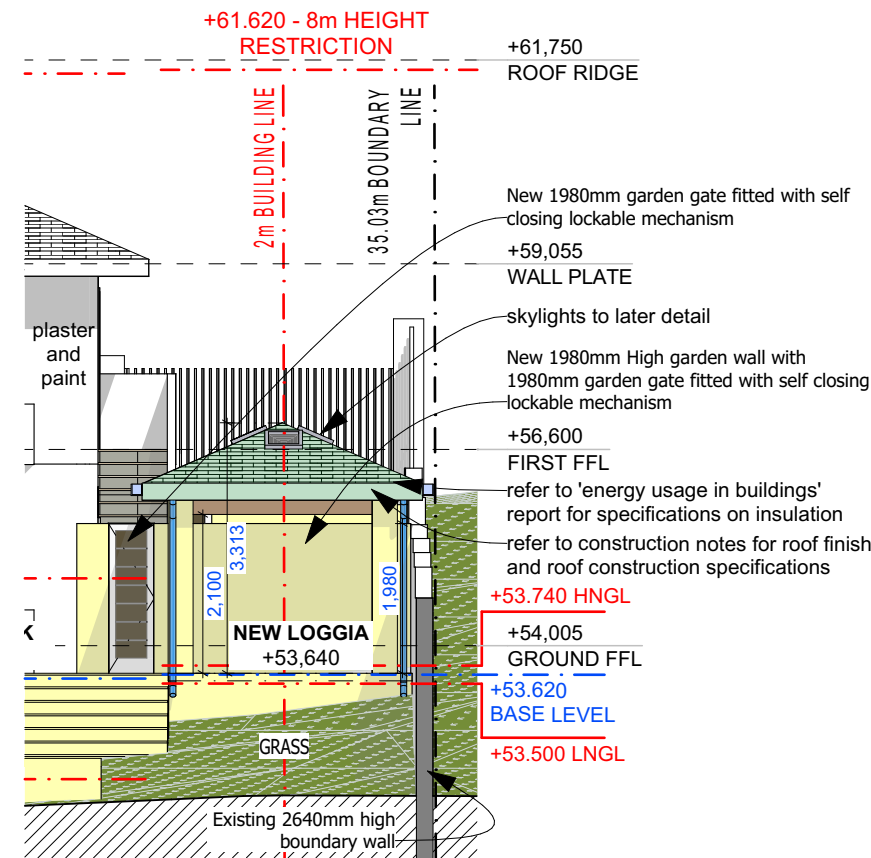 +61.620 - 8m HEIGHT
RESTRICTION
+61,750
ROOF RIDGE
2m BUILDING LINE
35.03m BOUNDARY
LINE
New 1980mm garden gate fitted with self
closing lockable mechanism
+59,055
WALL PLATE
skylights to later detail
plaster
and
paint
New 1980mm High garden wall with
1980mm garden gate fitted with self closing
lockable mechanism
+56,600
FIRST FFL
refer to 'energy usage in buildings'
report for specifications on insulation
refer to construction notes for roof finish
and roof construction specifications
3,313
2,100
1,980
+53.740 HNGL
K
NEW LOGGIA
+53,640
+54,005
GROUND FFL
+53.620
BASE LEVEL
GRASS
+53.500 LNGL
Existing 2640mm high
boundary wall